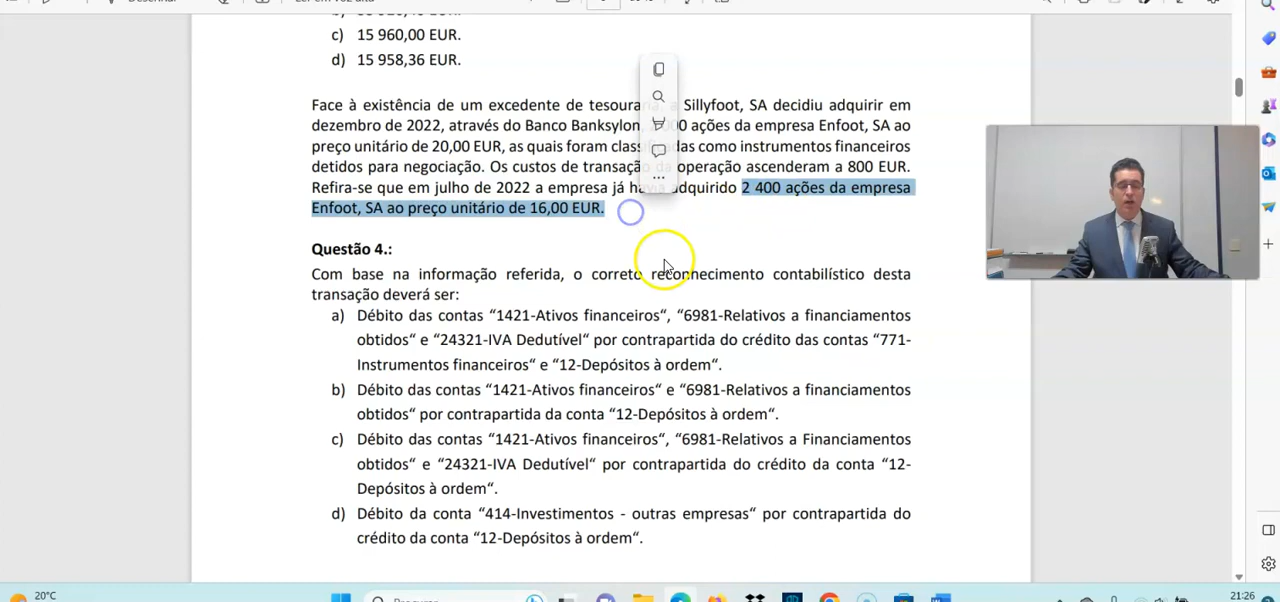 c) 15 960,00 EUR.
d) 15 958,36 EUR.
Face à existência de um excedente de tesouraria, a Sillyfoot, SA decidiu adquirir em
dezembro de 2022, através do Banco Banksylon, 000 ações da empresa Enfoot, SA ao
preço unitário de 20,00 EUR, as quais foram classificadas como instrumentos financeiros
detidos para negociação. Os custos de transação da operação ascenderam a 800 EUR.
Refira-se que em julho de 2022 a empresa já havia adquirido 2 400 ações da empresa
Enfoot, SA ao preço unitário de 16,00 EUR.
Questão 4.:
Com base na informação referida, o correto reconhecimento contabilístico desta
transação deverá ser:
a) Débito das contas “1421-Ativos financeiros“, “6981-Relativos a financiamentos
obtidos“ e “24321-IVA Dedutível“ por contrapartida do crédito das contas “771-
Instrumentos financeiros“ e “12-Depósitos à ordem“.
b) Débito das contas “1421-Ativos financeiros“ e “6981-Relativos a financiamentos
obtidos“ por contrapartida da conta “12-Depósitos à ordem“.
c) Débito das contas “1421-Ativos financeiros“, “6981-Relativos a Financiamentos
obtidos“ e “24321-IVA Dedutível“ por contrapartida do crédito da conta “12-
Depósitos à ordem“.
d) Débito da conta “414-Investimentos - outras empresas“ por contrapartida do
crédito da conta “12-Depósitos à ordem“.
20°C
21:26